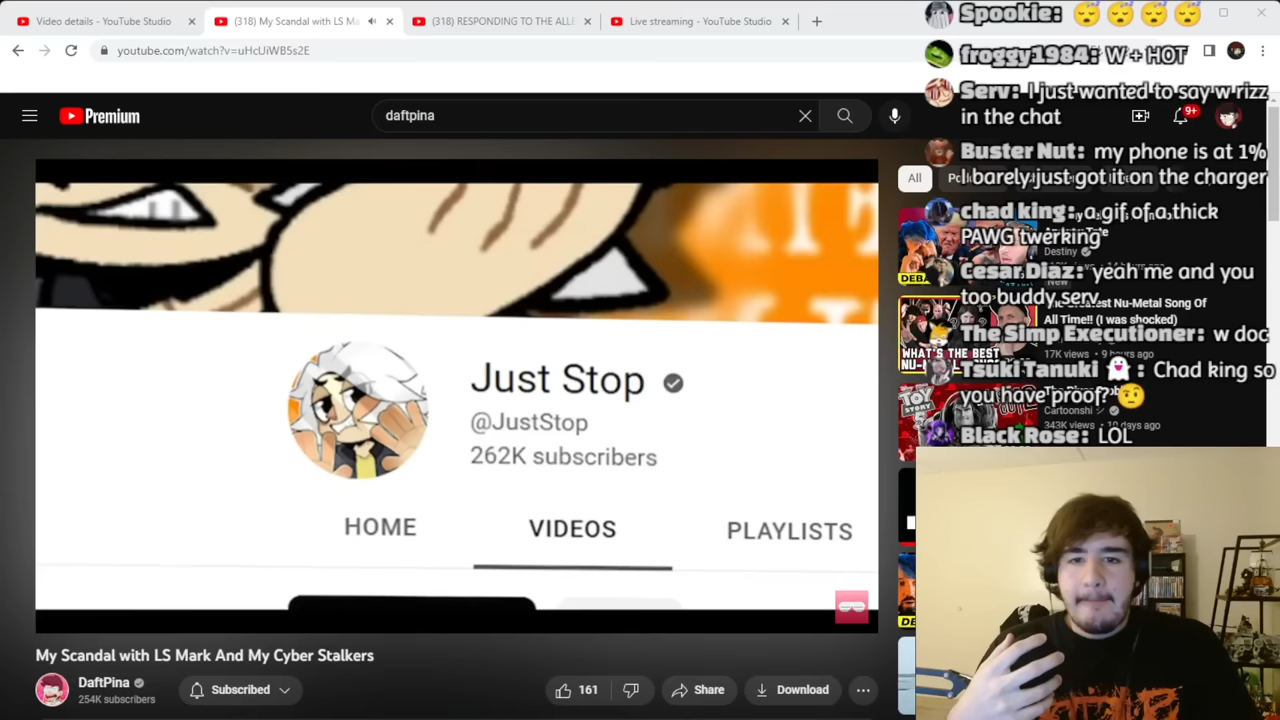 Video details - YouTube Studio
(318) My Scandal with LS Ma
(318) RESPONDING TO THE ALLE
Live streaming - YouTube Studio
youtube.com/watch?v=uHcUiWB5s2E
Premium
daftpina
9+
All
Spookie:
froggy1984: W + HOT
Serv: I just wanted to say w rizz
in the chat
Buster Nut: my phone is at 1%
I barely just got it on the charger
chad king: a gif of a thick
PAWG twerking
Destiny
Cesar Diaz: yeah me and you
too buddy serv
New
Greatest Nu-Metal Song Of
All Time!! (I was shocked)
The Simp Executioner: w doc
17K views • 9 hours ago
WHAT'S THE BEST
Tsuki Tanuki: Chad king so
you have proof?
TOY
STORY
Cartoonshi
343K views • 10 days ago
Black Rose: LOL
Just Stop
@JustStop
262K subscribers
HOME
VIDEOS
PLAYLISTS
My Scandal with LS Mark And My Cyber Stalkers
DaftPina
254K subscribers
Subscribed
161
Share
Download